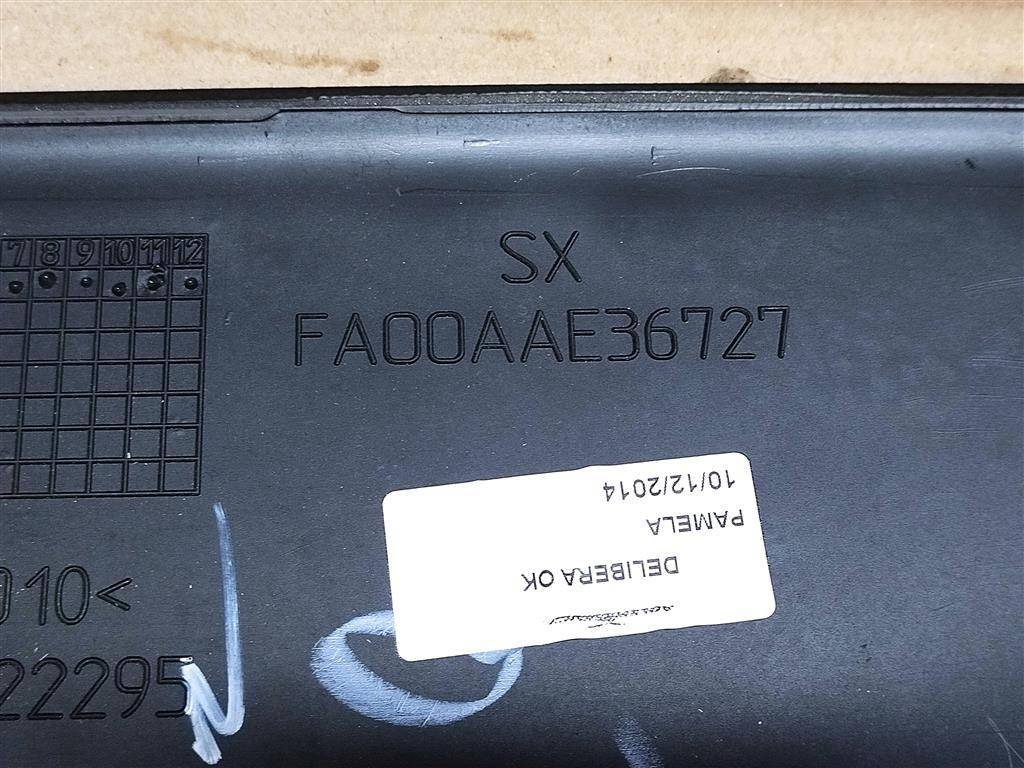 SX
7 8 9 10 11 12
FA00AAE36727
10/12/2014
PAMELA
DELIBERA OK
010<
22295